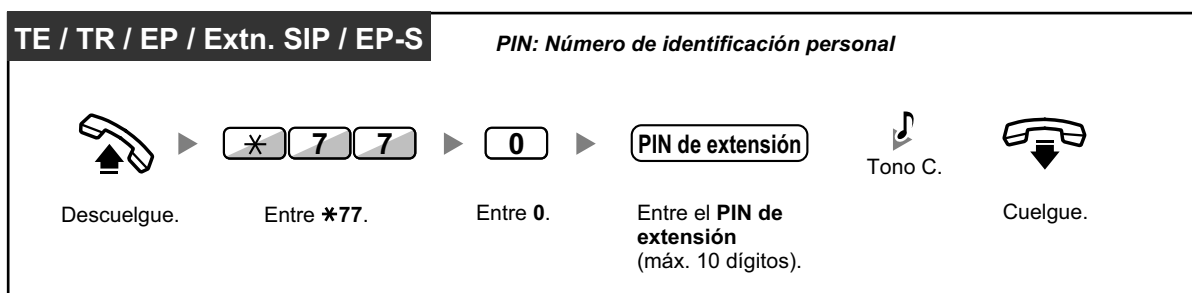 TE / TR / EP / Extn. SIP / EP-S
PIN: Número de identificación personal
* 7 7
0
PIN de extensión
Tono C.
Descuelgue.
Entre *77.
Entre 0.
Entre el PIN de
extensión
(máx. 10 dígitos).
Cuelgue.